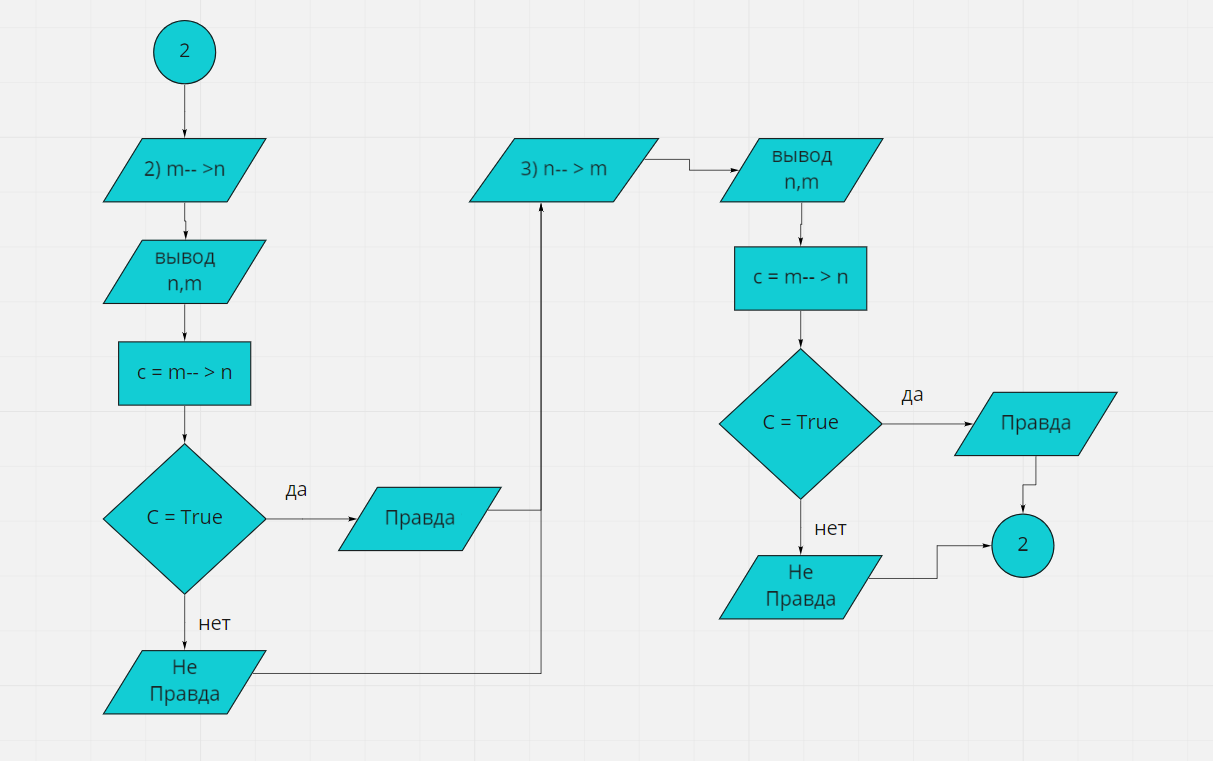 2
2) m-- >n
вывод
n,m
c = m-- > n
C = True
да
Правда
нет
Не
Правда
3) n-- > m
вывод
n,m
c = m-- > n
C = True
да
Правда
нет
Не
Правда
2